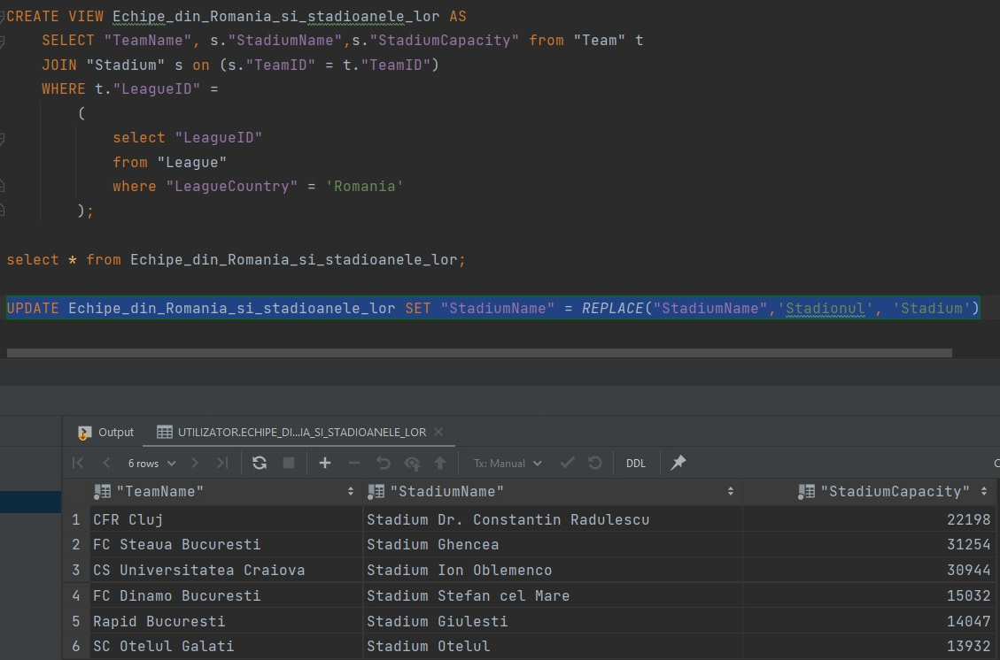 CREATE VIEW Echipe_din_Romania_si_stadioanele_lor AS
SELECT "TeamName", s."StadiumName",s."StadiumCapacity" from "Team" t
JOIN "Stadium" s on (s."TeamID" = t."TeamID")
WHERE t."LeagueID" =
(
select "LeagueID"
from "League"
where "LeagueCountry" = 'Romania'
);
select * from Echipe_din_Romania_si_stadioanele_lor;
UPDATE Echipe_din_Romania_si_stadioanele_lor SET "StadiumName" = REPLACE("StadiumName",'Stadionul', 'Stadium')
Output UTILIZATOR.ECHIPE_DI...IA_SI_STADIOANELE_LOR
6 rows Tx: Manual DDL
"TeamName" "StadiumName" "StadiumCapacity"
1 CFR Cluj Stadium Dr. Constantin Radulescu 22198
2 FC Steaua Bucuresti Stadium Ghencea 31254
3 CS Universitatea Craiova Stadium Ion Oblemenco 30944
4 FC Dinamo Bucuresti Stadium Stefan cel Mare 15032
5 Rapid Bucuresti Stadium Giulesti 14047
6 SC Otelul Galati Stadium Otelul 13932